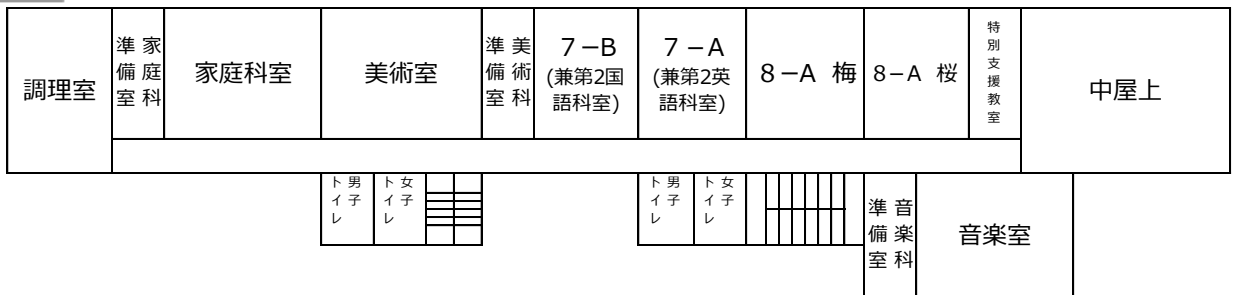 調理室
家庭科
準備室
家庭科室
美術室
美術科
準備室
7－B
(兼第2国
語科室)
7－A
(兼第2英
語科室)
8－A 梅
8－A 桜
特別支援教室
中屋上
男子
トイレ
女子
トイレ
男子
トイレ
女子
トイレ
音楽科
準備室
音楽室